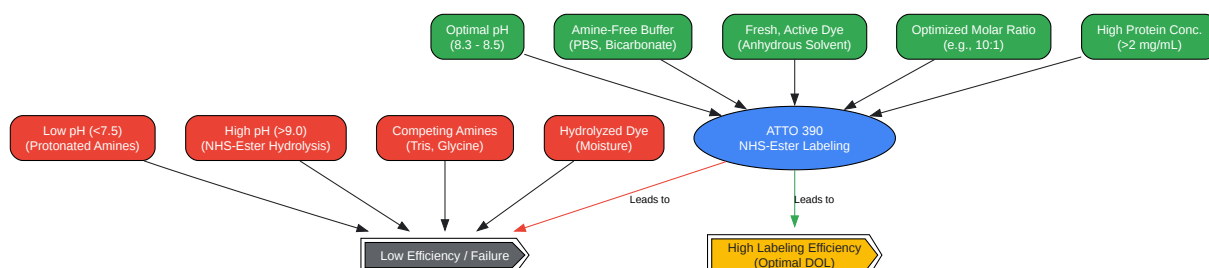 Optimal pH
(8.3 - 8.5)
Amine-Free Buffer
(PBS, Bicarbonate)
Fresh, Active Dye
(Anhydrous Solvent)
Optimized Molar Ratio
(e.g., 10:1)
High Protein Conc.
(>2 mg/mL)
Low pH (<7.5)
(Protonated Amines)
High pH (>9.0)
(NHS-Ester Hydrolysis)
Competing Amines
(Tris, Glycine)
Hydrolyzed Dye
(Moisture)
ATTO 390
NHS-Ester Labeling
Leads to
Leads to
Low Efficiency / Failure
High Labeling Efficiency
(Optimal DOL)